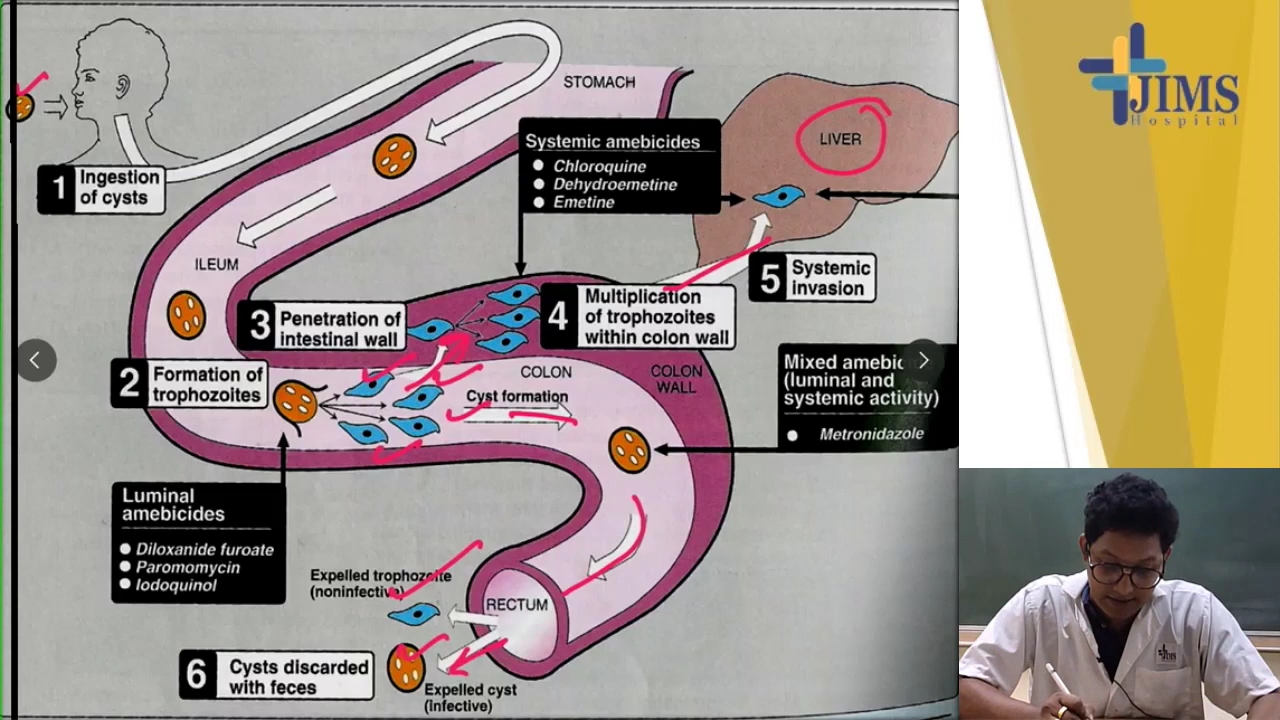 STOMACH
JIMS
Hospital
LIVER
Systemic amebicides
Chloroquine
Dehydroemetine
Emetine
1 Ingestion
of cysts
ILEUM
5 Systemic
invasion
3 Penetration of
intestinal wall
4 Multiplication
of trophozoites
within colon wall
2 Formation of
trophozoites
COLON
Cyst formation
COLON
WALL
Mixed
(luminal and
systemic activity)
Metronidazole
Luminal
amebicides
Diloxanide furoate
Paromomycin
Iodoquinol
Expelled trophozoite
(noninfective)
RECTUM
6 Cysts discarded
with feces
Expelled cyst
(infective)
JIMS